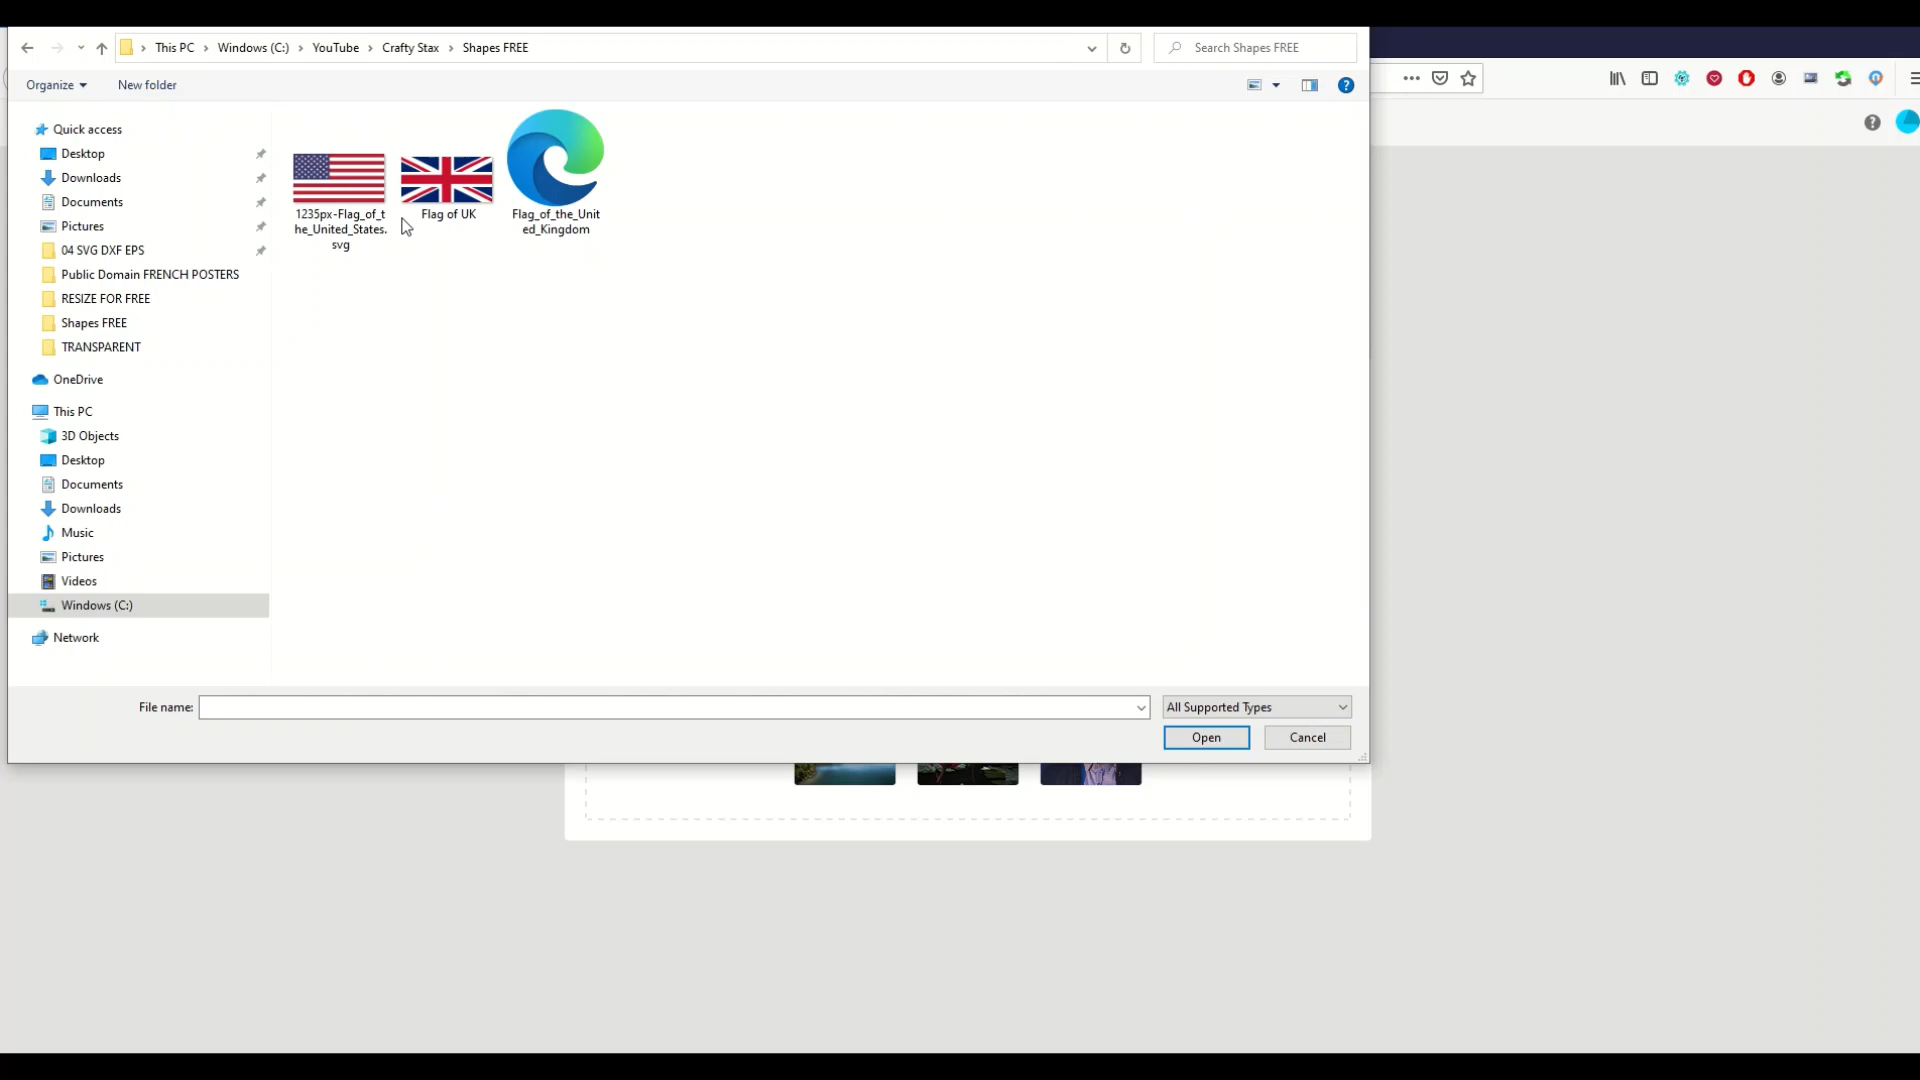 This PC > Windows (C:) > YouTube > Crafty Stax > Shapes FREE
Search Shapes FREE
Organize
New folder
Quick access
Desktop
Downloads
Documents
Pictures
04 SVG DXF EPS
Public Domain FRENCH POSTERS
RESIZE FOR FREE
Shapes FREE
TRANSPARENT
OneDrive
This PC
3D Objects
Desktop
Documents
Downloads
Music
Pictures
Videos
Windows (C:)
Network
1235px-Flag_of_t
he_United_States.
svg
Flag of UK
Flag_of_the_Unit
ed_Kingdom
File name:
All Supported Types
Open
Cancel